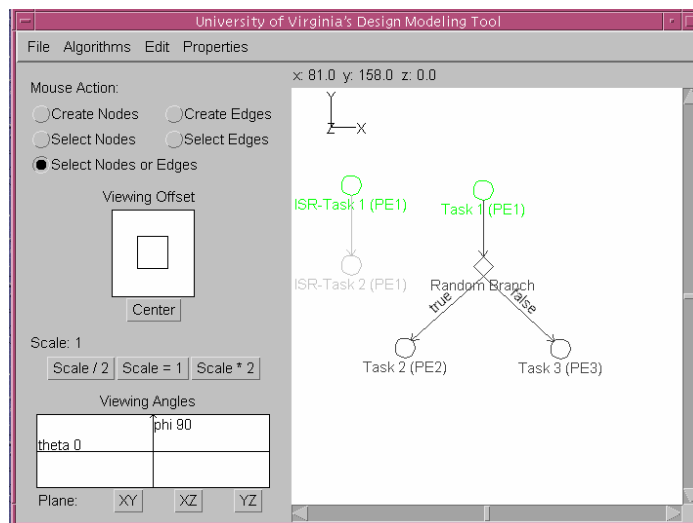 University of Virginia's Design Modeling Tool
File Algorithms Edit Properties
x: 81.0 y: 158.0 z: 0.0
Mouse Action:
Create Nodes Create Edges
Select Nodes Select Edges
Select Nodes or Edges
Viewing Offset
Center
Scale: 1
Scale / 2 Scale = 1 Scale * 2
Viewing Angles
phi 90
theta 0
Plane: XY XZ YZ
Y
Z X
ISR-Task 1 (PE1) Task 1 (PE1)
ISR-Task 2 (PE1) Random Branch
true false
Task 2 (PE2) Task 3 (PE3)